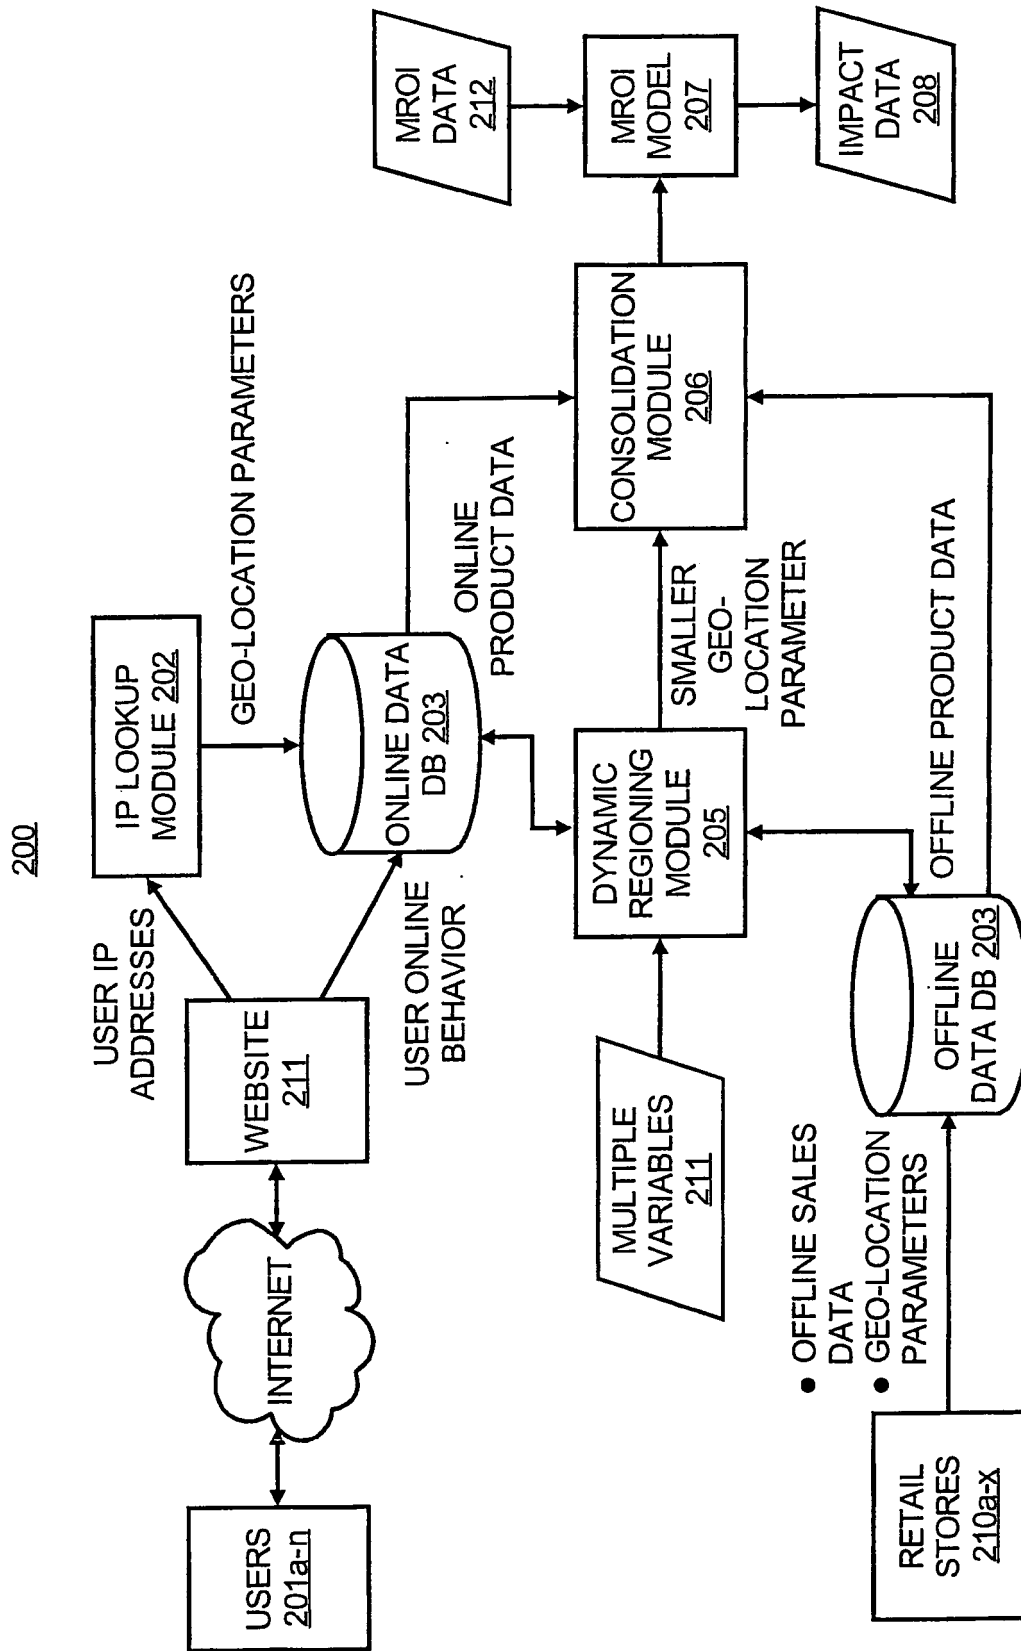 200
USERS
201a-n
INTERNET
WEBSITE
211
USER IP
ADDRESSES
USER ONLINE
BEHAVIOR
IP LOOKUP
MODULE 202
GEO-LOCATION PARAMETERS
ONLINE DATA
DB 203
ONLINE
PRODUCT DATA
MULTIPLE
VARIABLES
211
DYNAMIC
REGIONING
MODULE
205
SMALLER
GEO-
LOCATION
PARAMETER
CONSOLIDATION
MODULE
206
MROI
DATA
212
MROI
MODEL
207
IMPACT
DATA
208
RETAIL
STORES
210a-x
● OFFLINE SALES
DATA
● GEO-LOCATION
PARAMETERS
OFFLINE
DATA DB 203
OFFLINE PRODUCT DATA